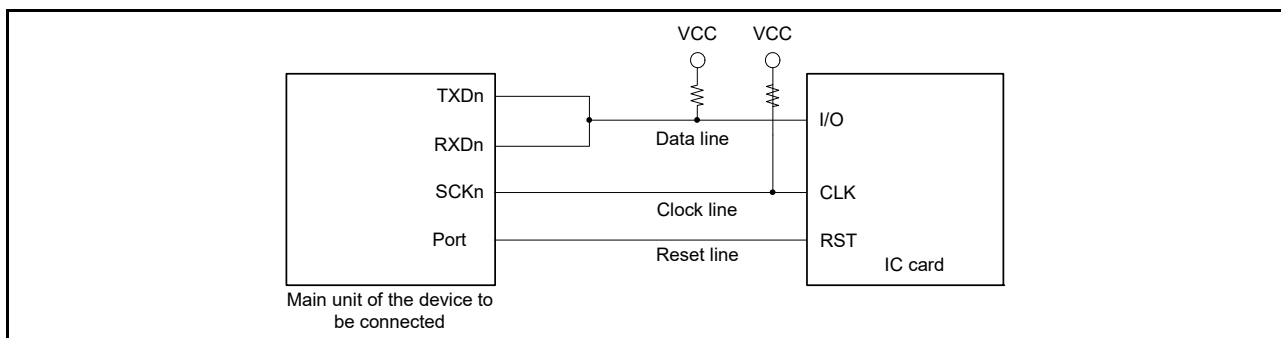 VCC
VCC
TXDn
RXDn
SCKn
Port
Data line
Clock line
Reset line
I/O
CLK
RST
IC card
Main unit of the device to
be connected